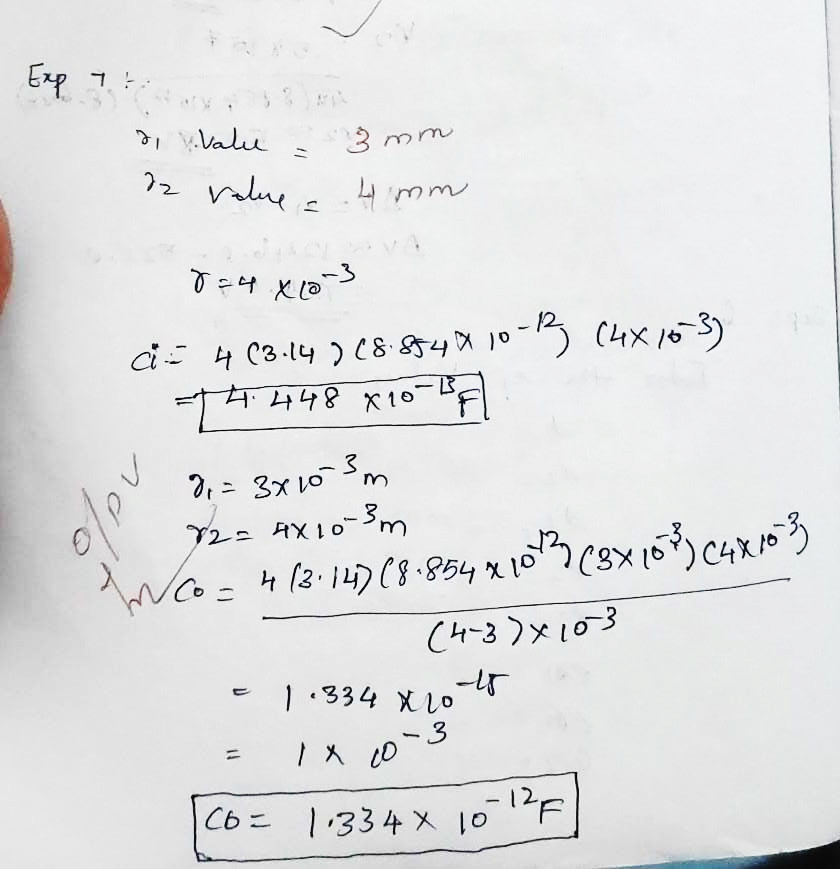 Exp 7 :-
r1 Value = 3 mm
r2 value = 4 mm
r = 4 × 10^-3
Ci = 4 (3.14) (8.854 × 10^-12) (4 × 10^-3)
= 4.448 × 10^-13 F
r1 = 3 × 10^-3 m
r2 = 4 × 10^-3 m
o/p ✓
Co = 4 (3.14) (8.854 × 10^-12) (3 × 10^-3) (4 × 10^-3)
(4-3) × 10^-3
= 1.334 × 10^-15
= 1 × 10^-3
Co = 1.334 × 10^-12 F